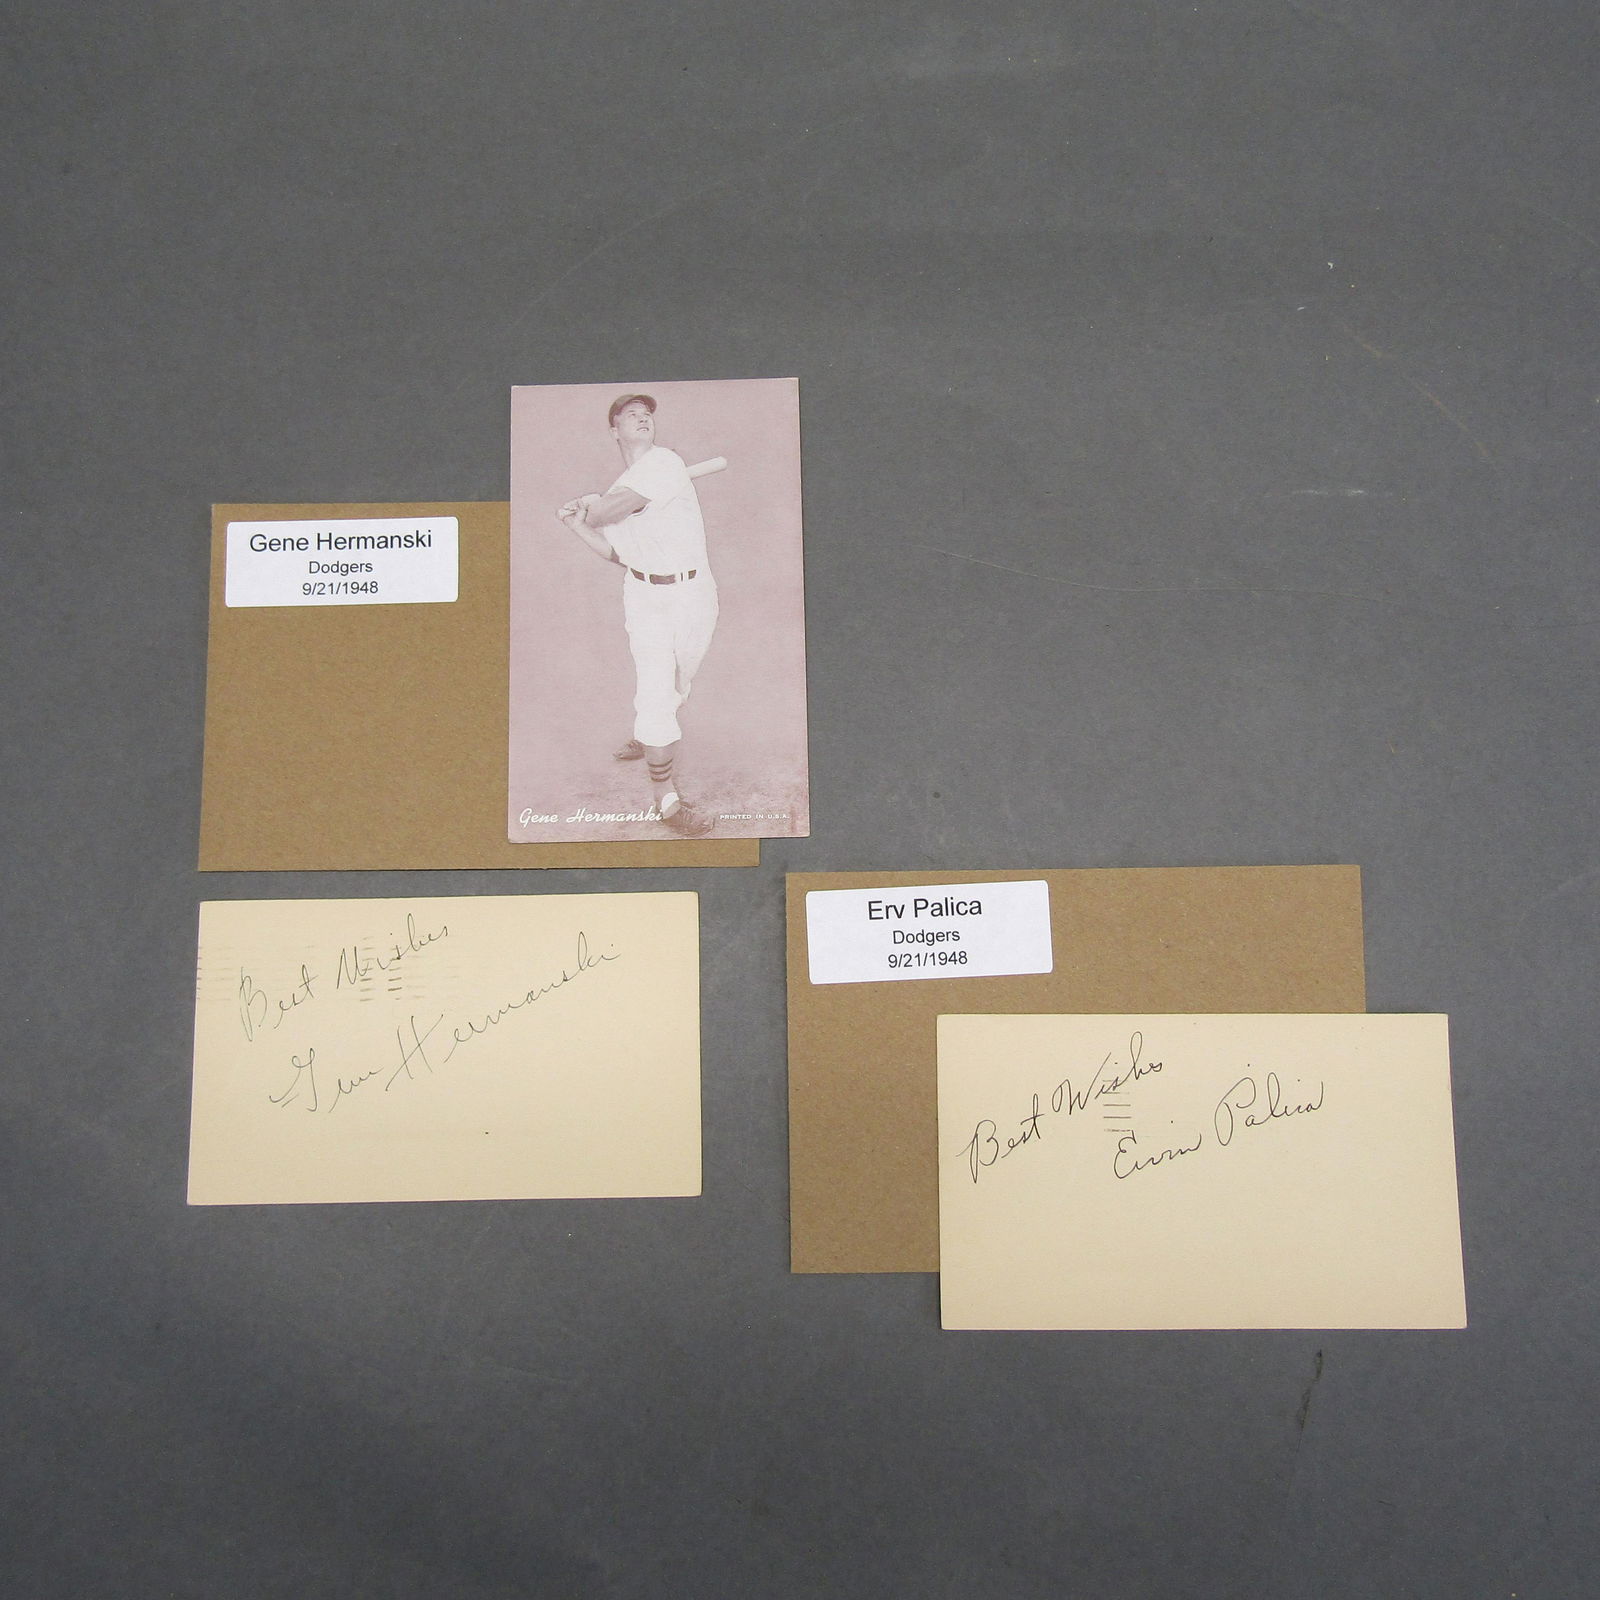 Gene Hermanski
Dodgers
9/21/1948
Gene Hermanski
PRINTED IN U.S.A.
Best Wishes
Gene Hermanski
Erv Palica
Dodgers
9/21/1948
Best Wishes
Ervin Palica